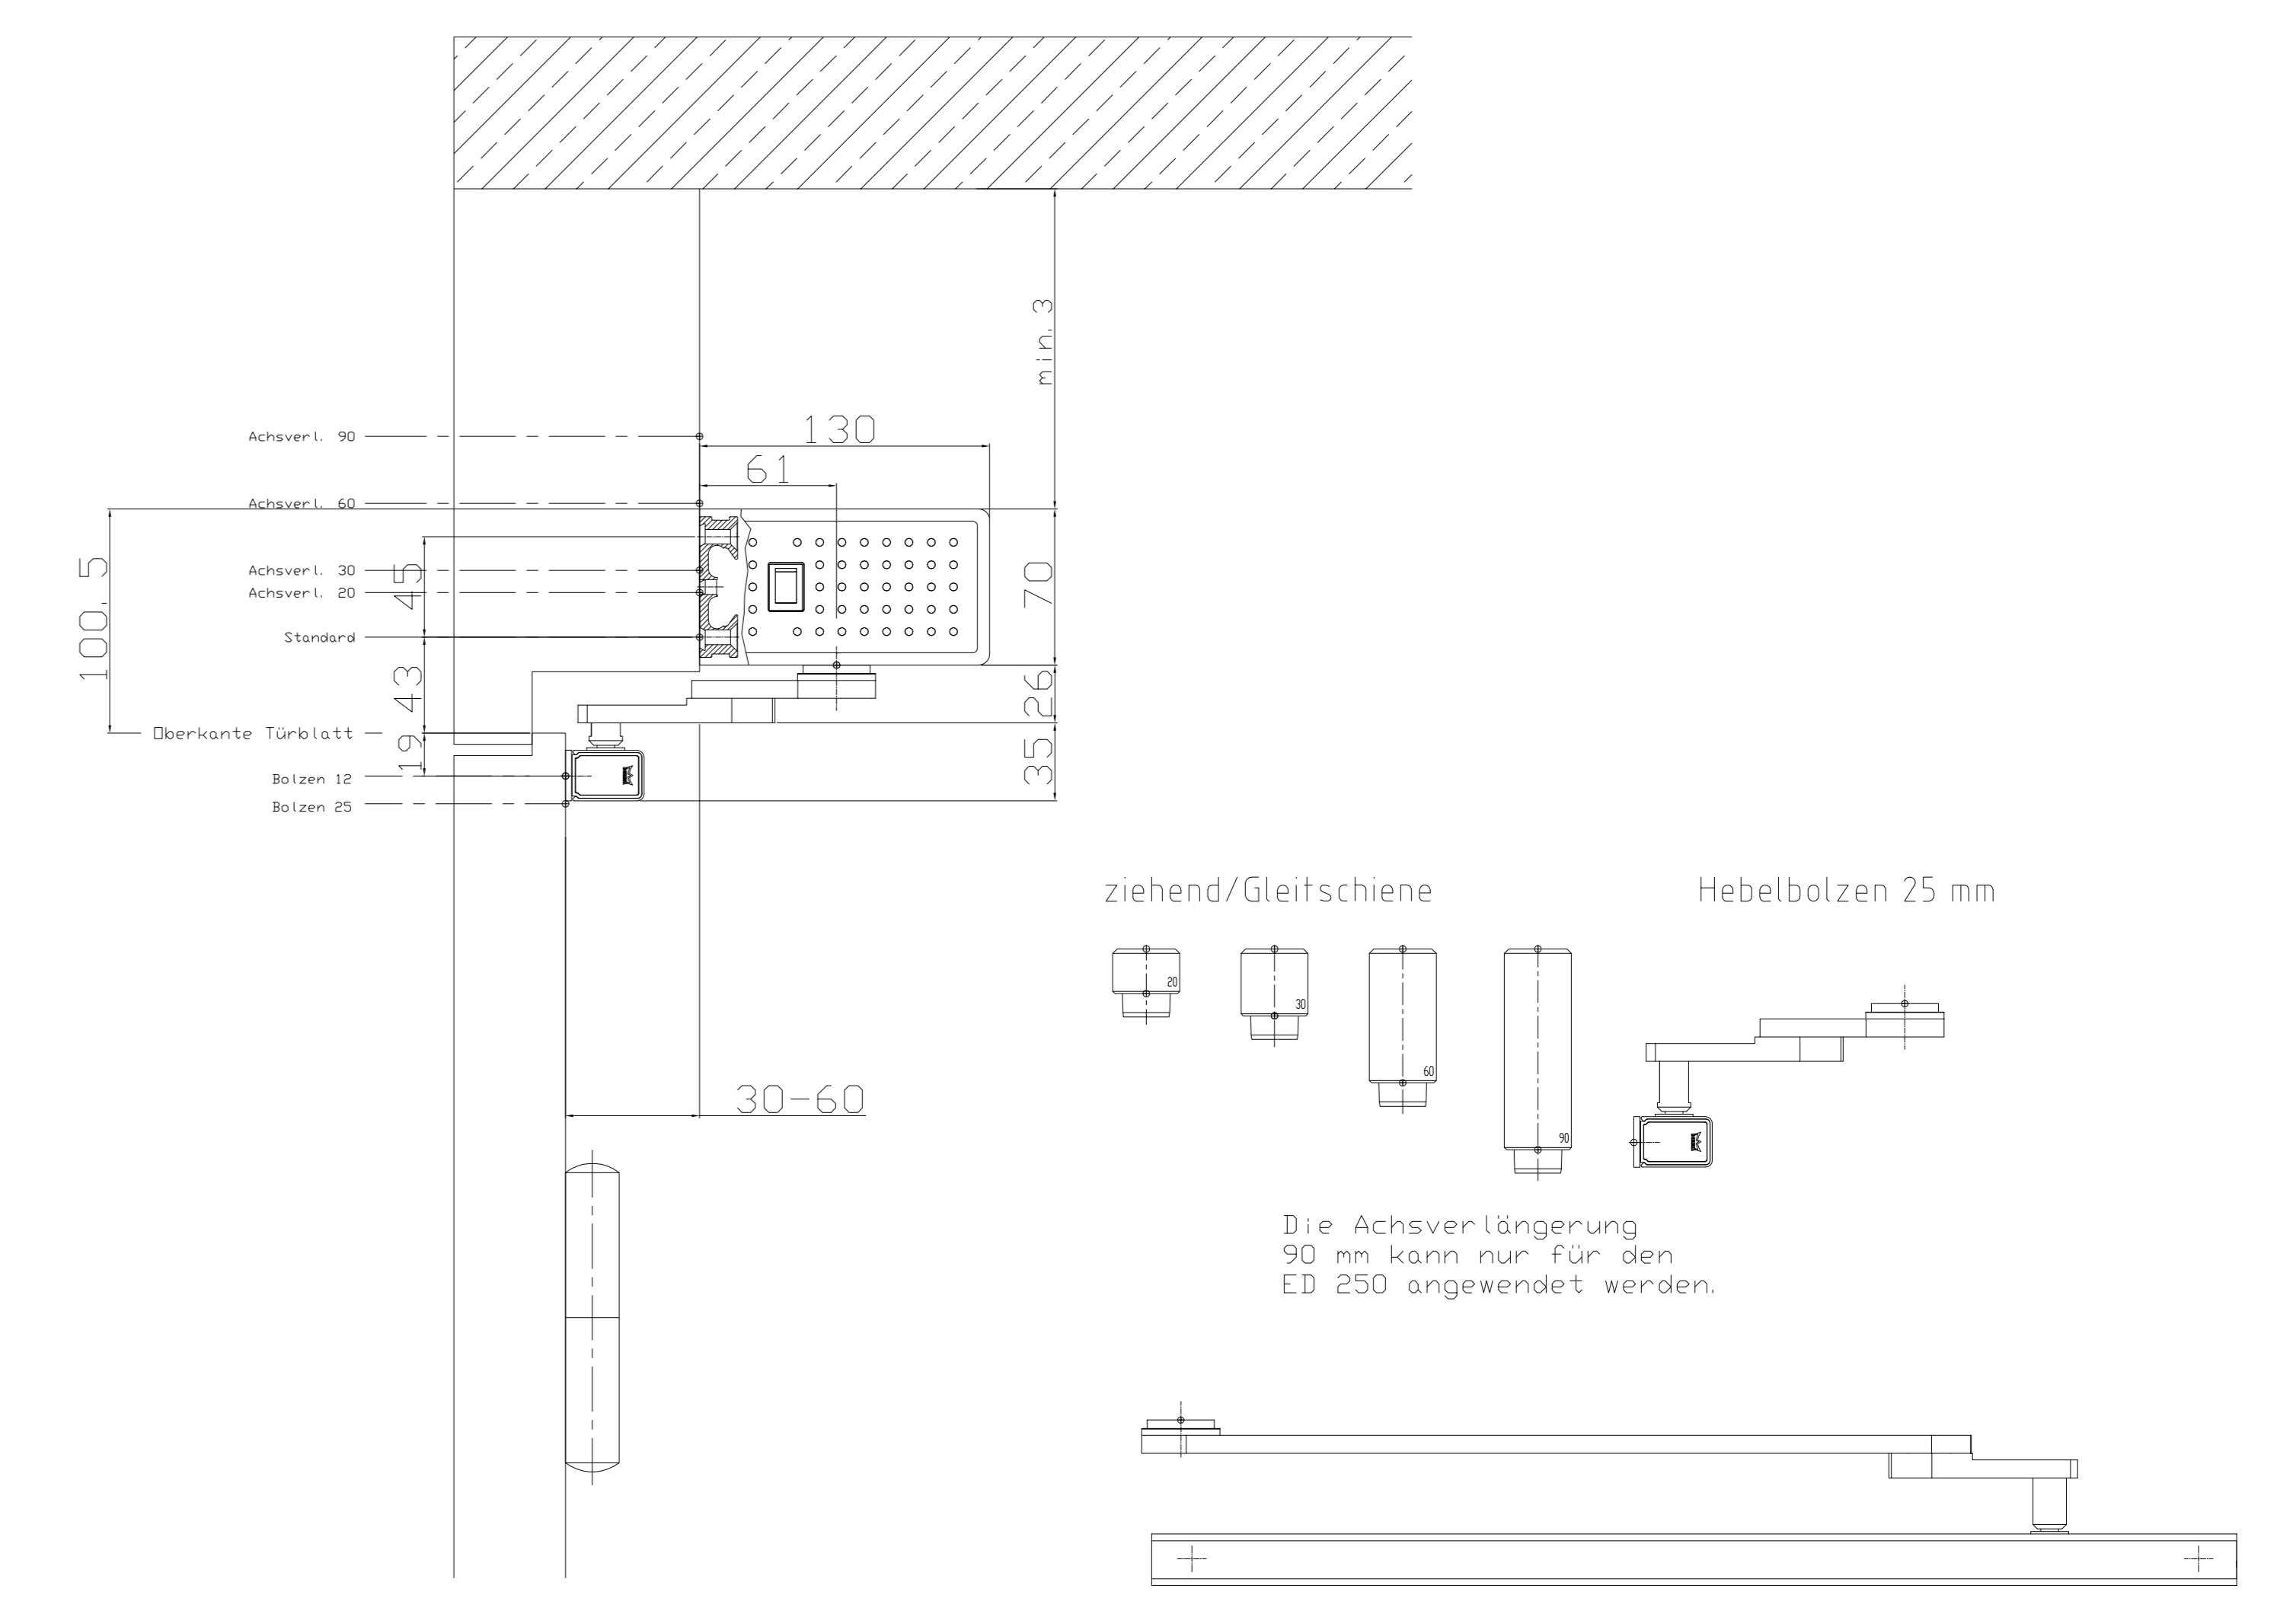 min. 3
Achsverl. 90
130
61
Achsverl. 60
100.5
45
Achsverl. 30
Achsverl. 20
70
Standard
43
26
Oberkante Türblatt
19
35
Bolzen 12
Bolzen 25
ziehend/Gleitschiene
Hebelbolzen 25 mm
20
30
60
90
30-60
Die Achsverlängerung
90 mm kann nur für den
ED 250 angewendet werden.